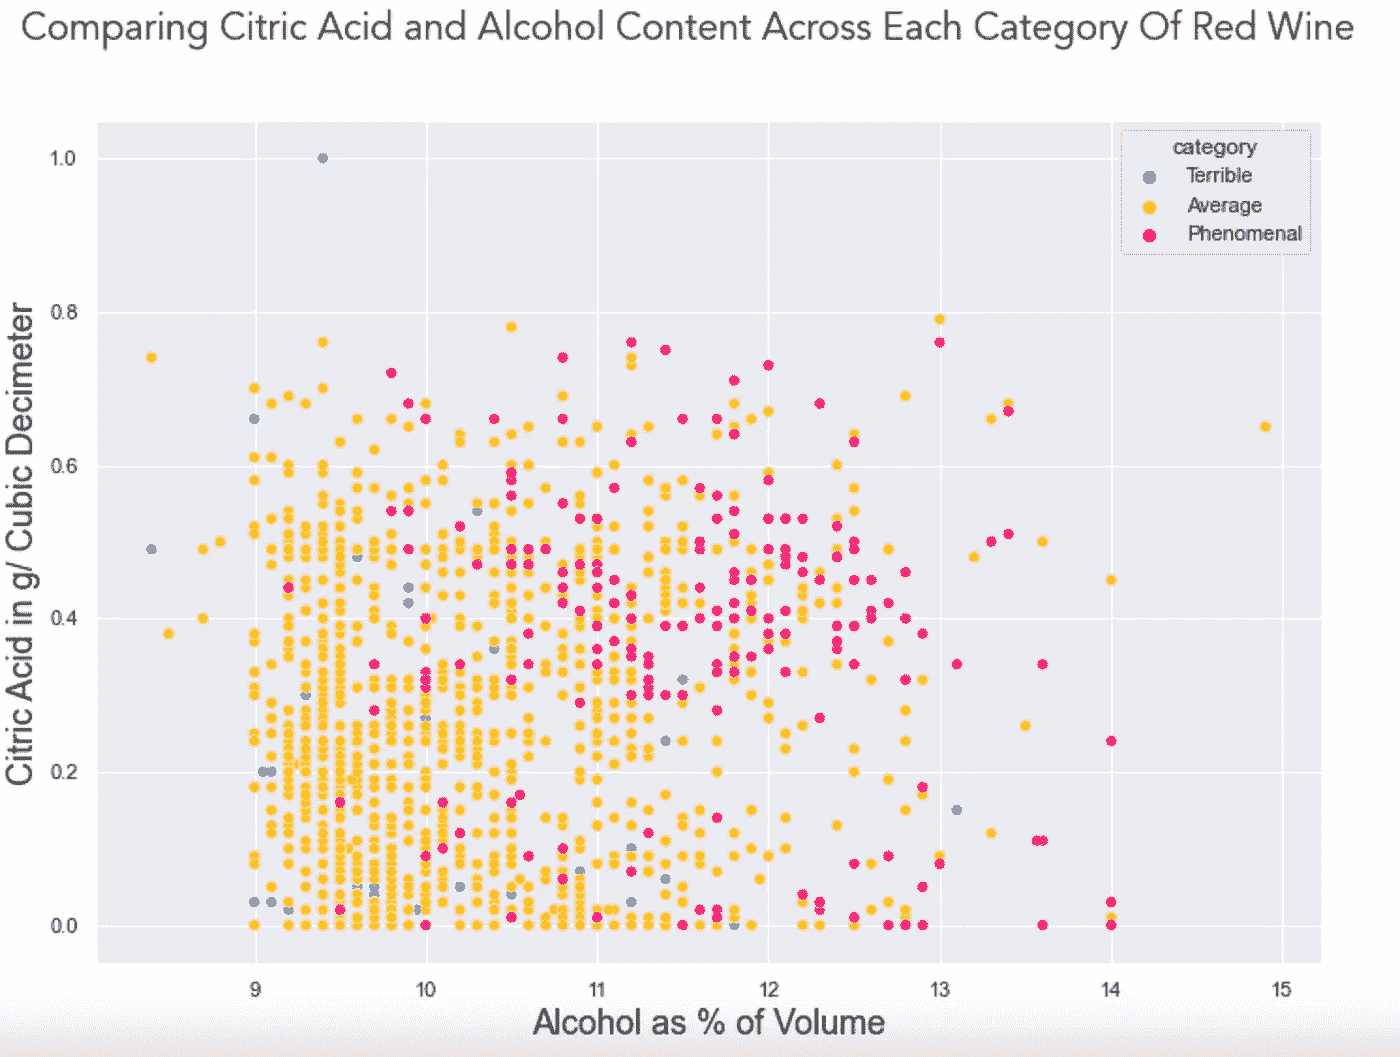 Comparing Citric Acid and Alcohol Content Across Each Category Of Red Wine
category
Terrible
Average
Phenomenal
Citric Acid in g/ Cubic Decimeter
1.0
0.8
0.6
0.4
0.2
0.0
9 10 11 12 13 14 15
Alcohol as % of Volume